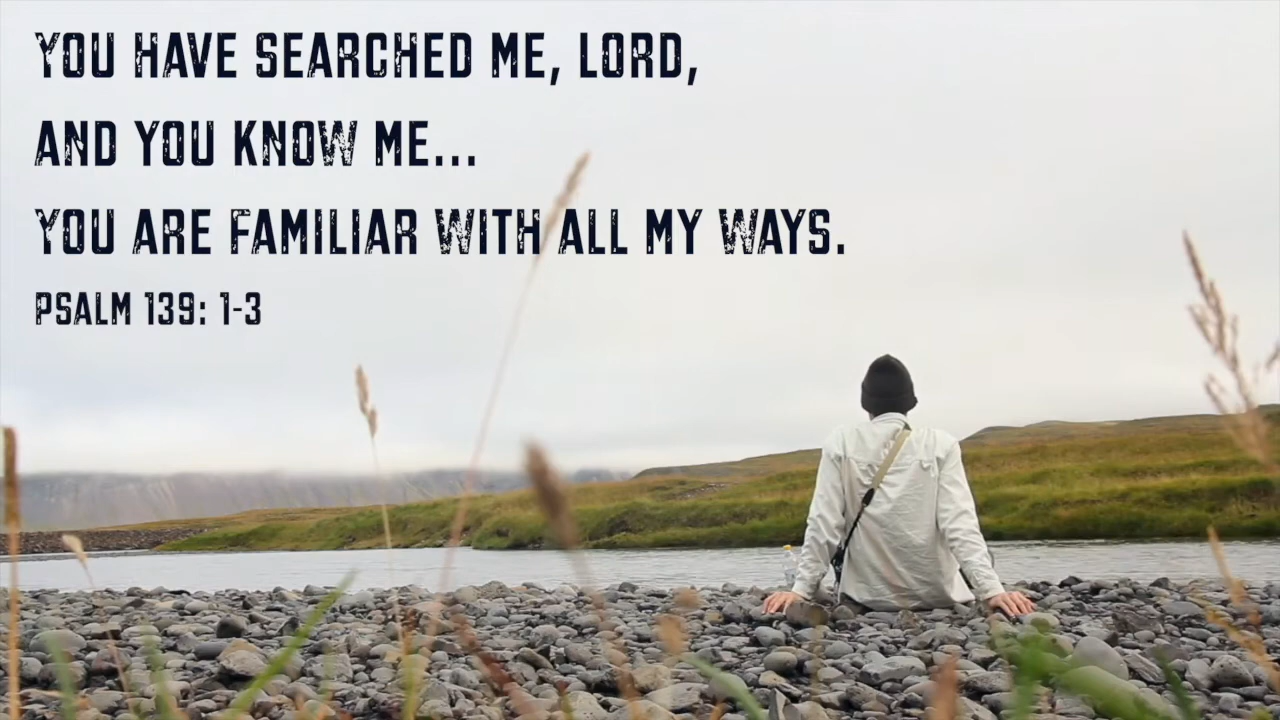 YOU HAVE SEARCHED ME, LORD,
AND YOU KNOW ME...
YOU ARE FAMILIAR WITH ALL MY WAYS.
PSALM 139: 1-3